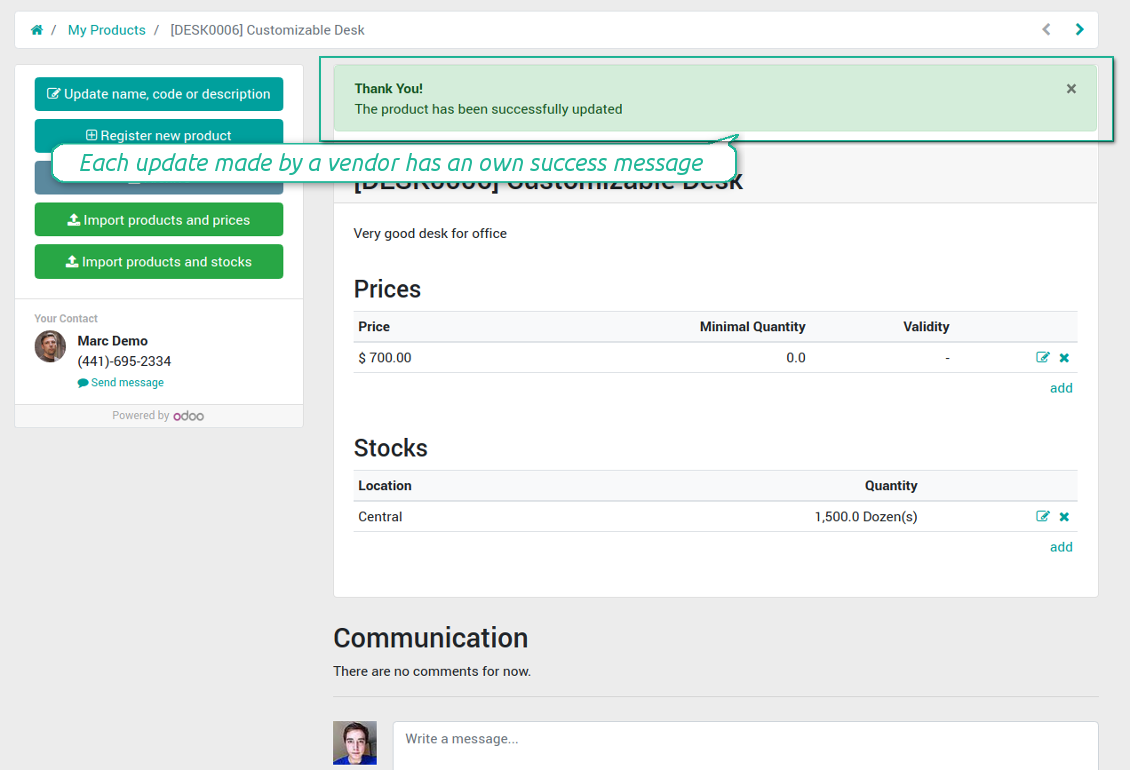 / My Products / [DESK0006] Customizable Desk
Update name, code or description
Register new product
Import products and prices
Import products and stocks
Your Contact
Marc Demo
(441)-695-2334
Send message
Powered by odoo
Thank You!
The product has been successfully updated
×
Each update made by a vendor has an own success message
[DESK0006] Customizable Desk
Very good desk for office
Prices
Price Minimal Quantity Validity
$ 700.00 0.0 -
add
Stocks
Location Quantity
Central 1,500.0 Dozen(s)
add
Communication
There are no comments for now.
Write a message...